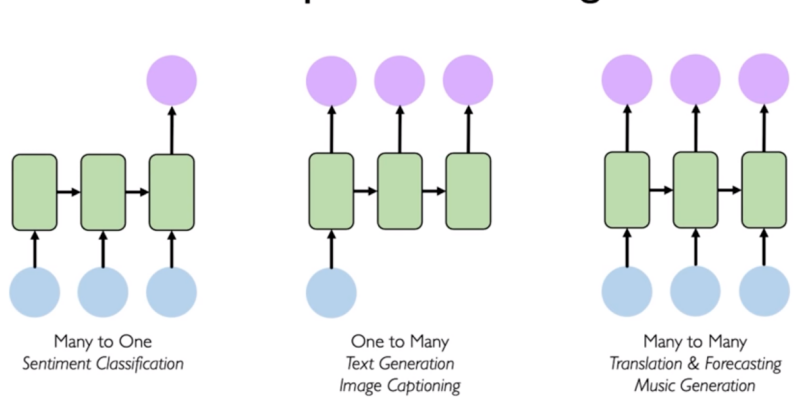 Many to One
Sentiment Classification
One to Many
Text Generation
Image Captioning
Many to Many
Translation & Forecasting
Music Generation